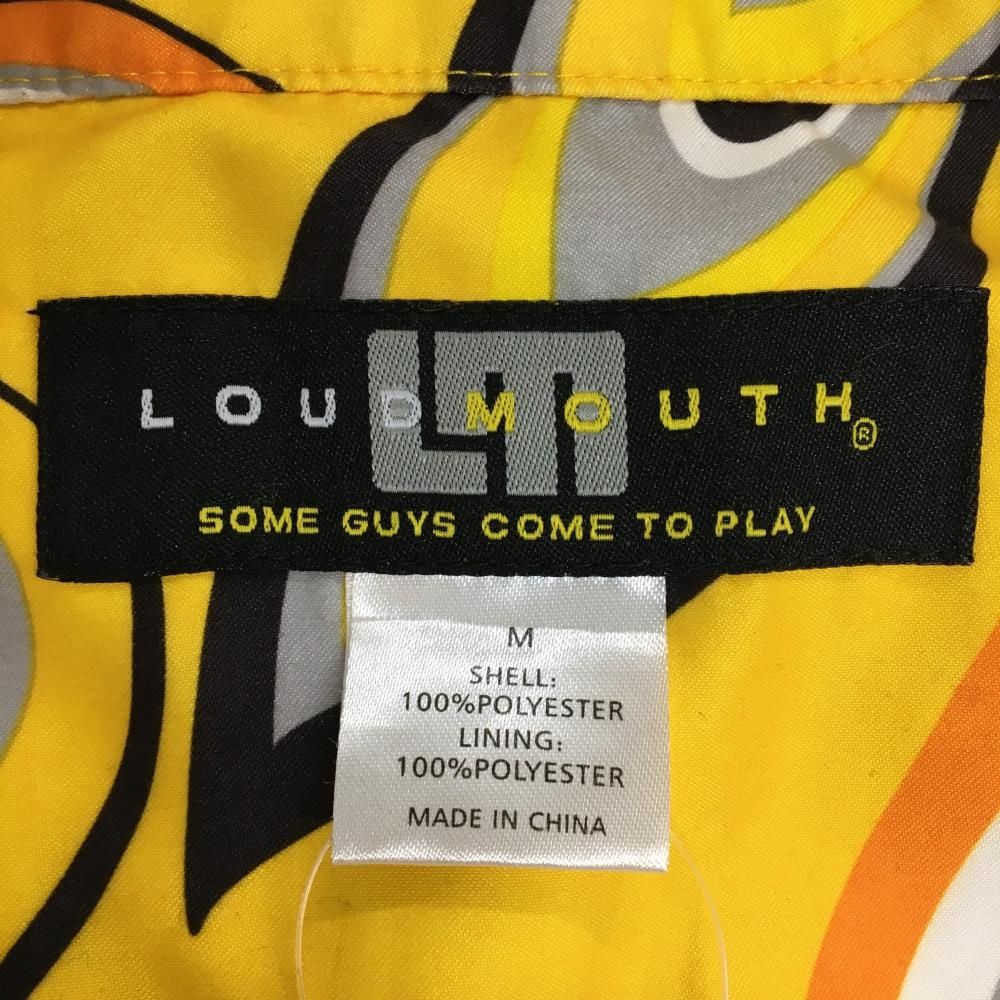 LM
LOUDMOUTH®
SOME GUYS COME TO PLAY
M
SHELL:
100%POLYESTER
LINING:
100%POLYESTER
MADE IN CHINA